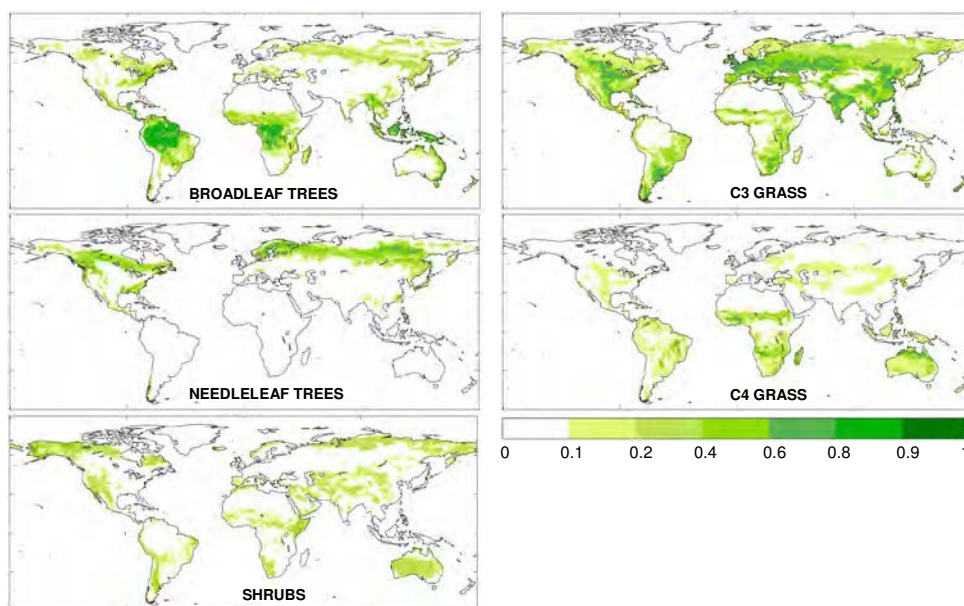 BROADLEAF TREES
C3 GRASS
NEEDLELEAF TREES
C4 GRASS
0 0.1 0.2 0.4 0.6 0.8 0.9 1
SHRUBS